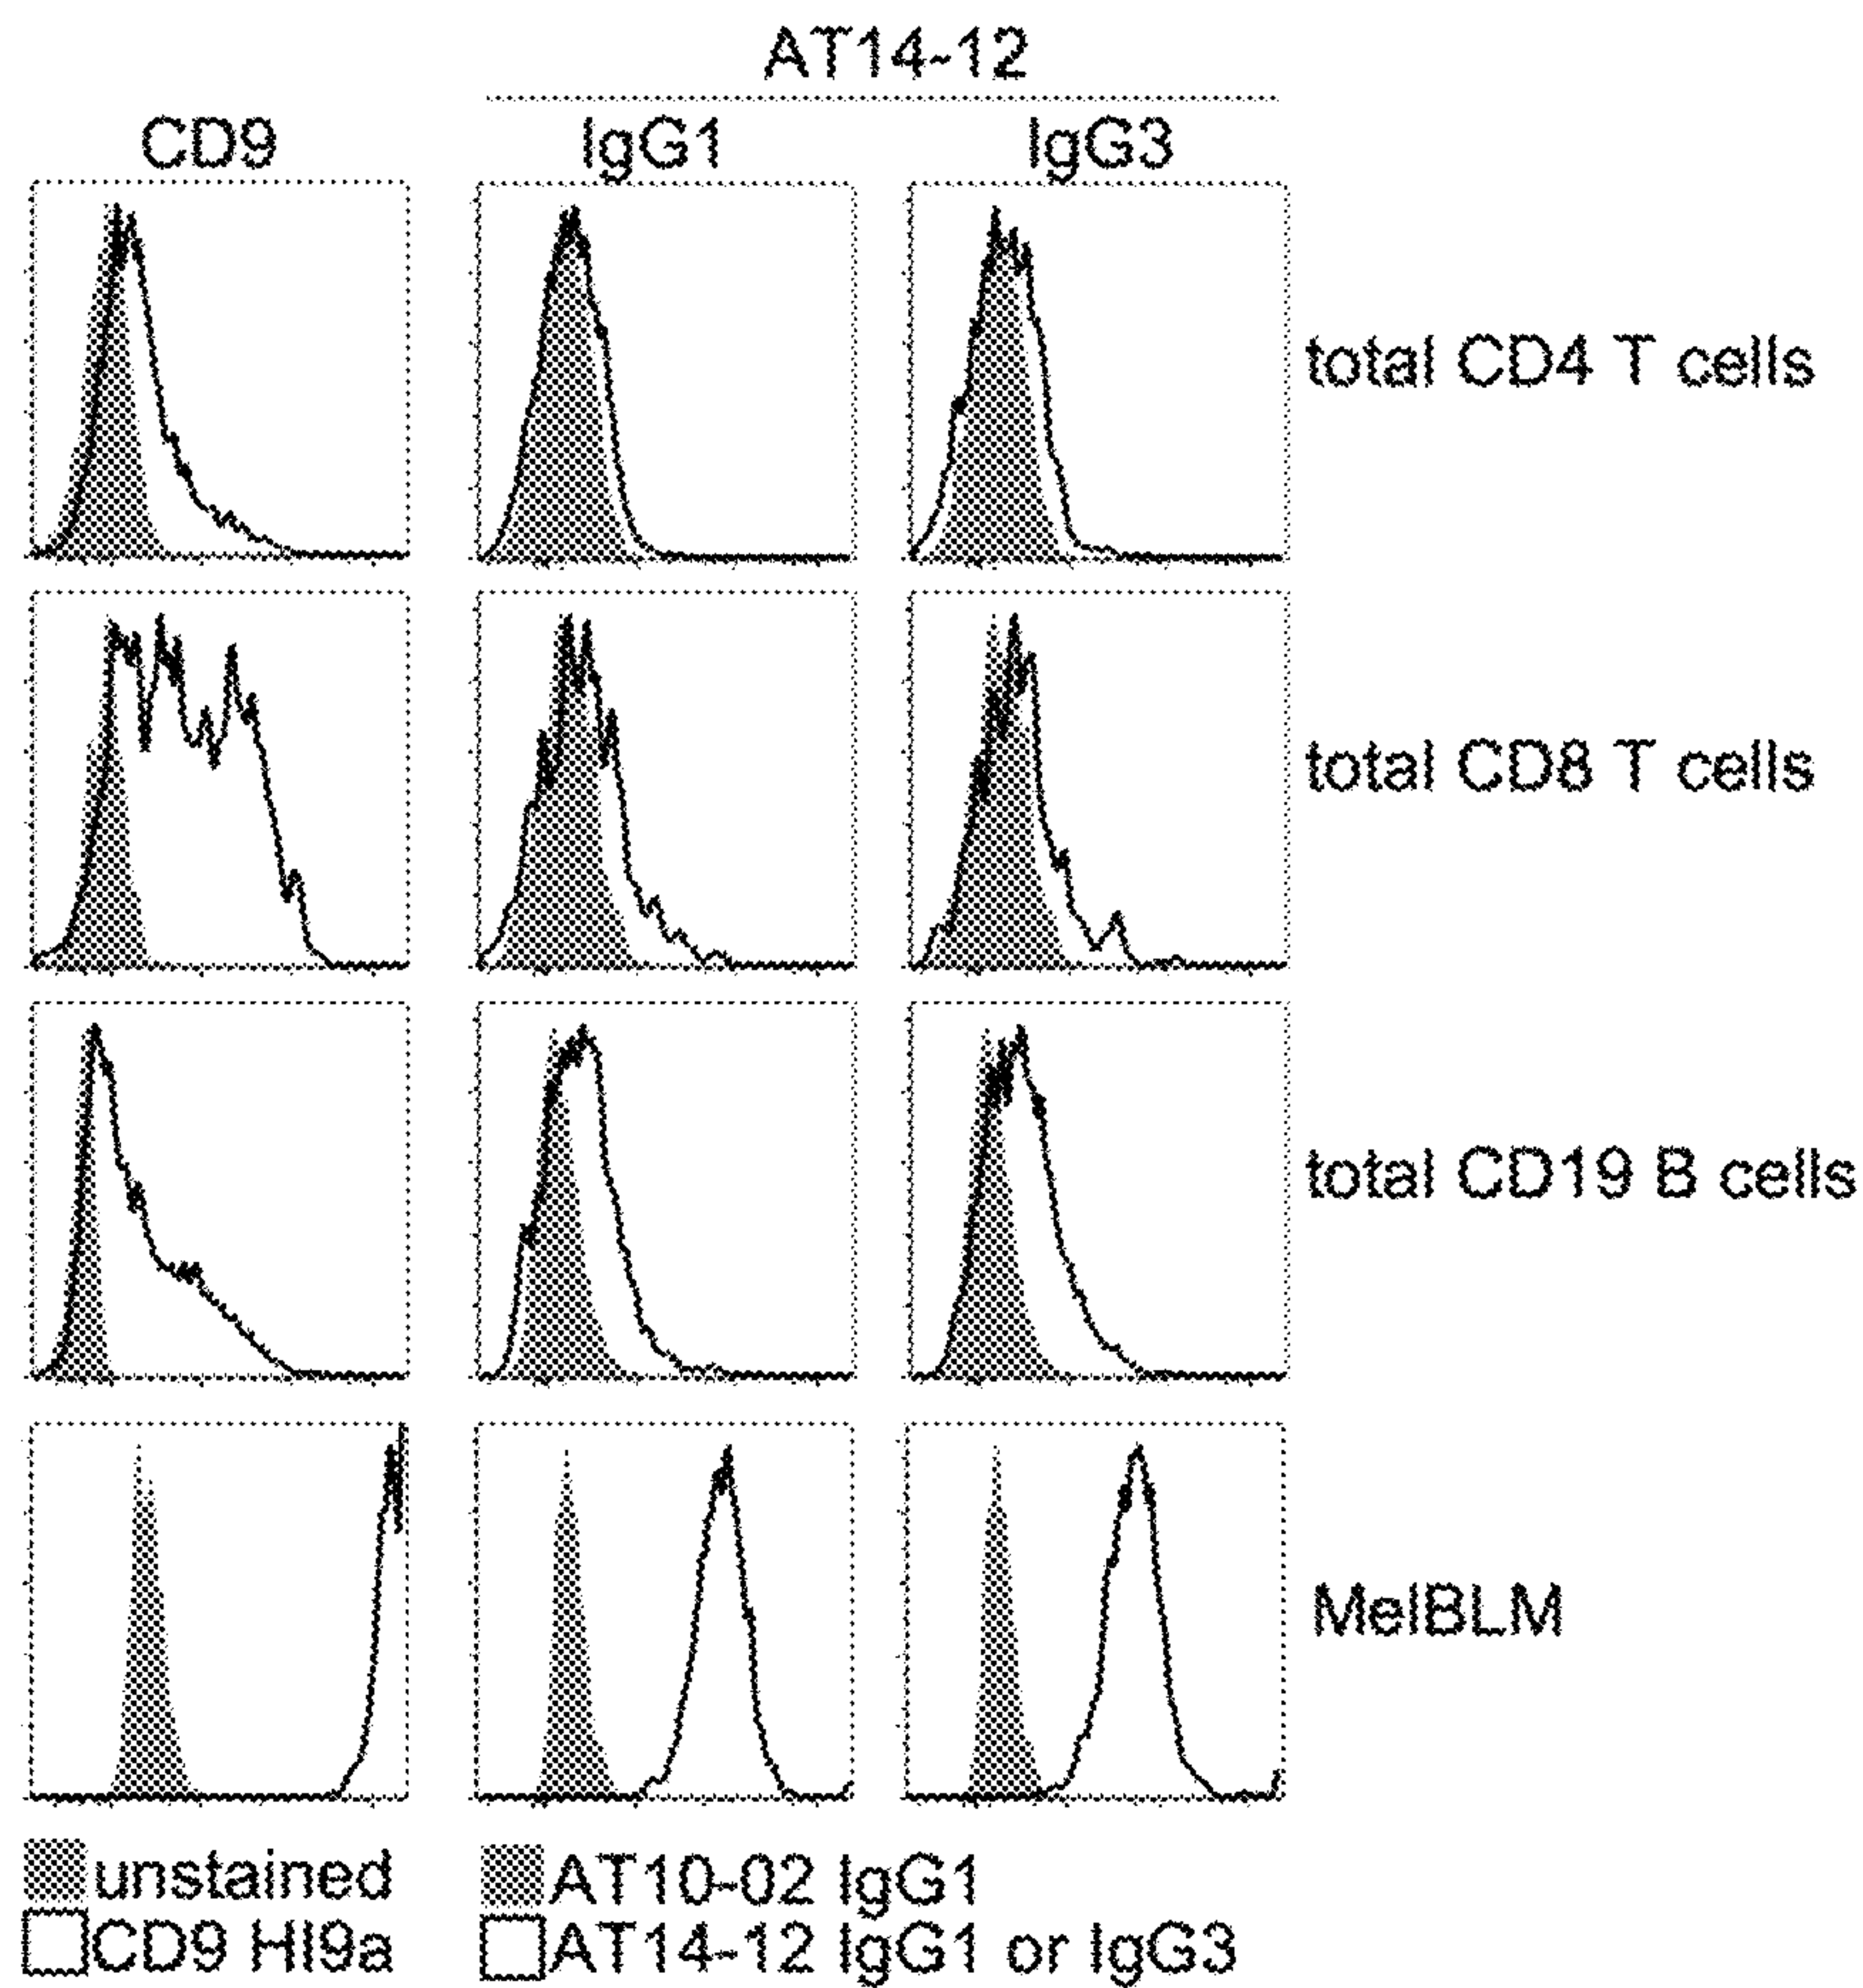 AT14-12
CD9 IgG1 IgG3
total CD4 T cells
total CD8 T cells
total CD19 B cells
MelBLM
unstained AT10-02 IgG1
CD9 HI9a AT14-12 IgG1 or IgG3